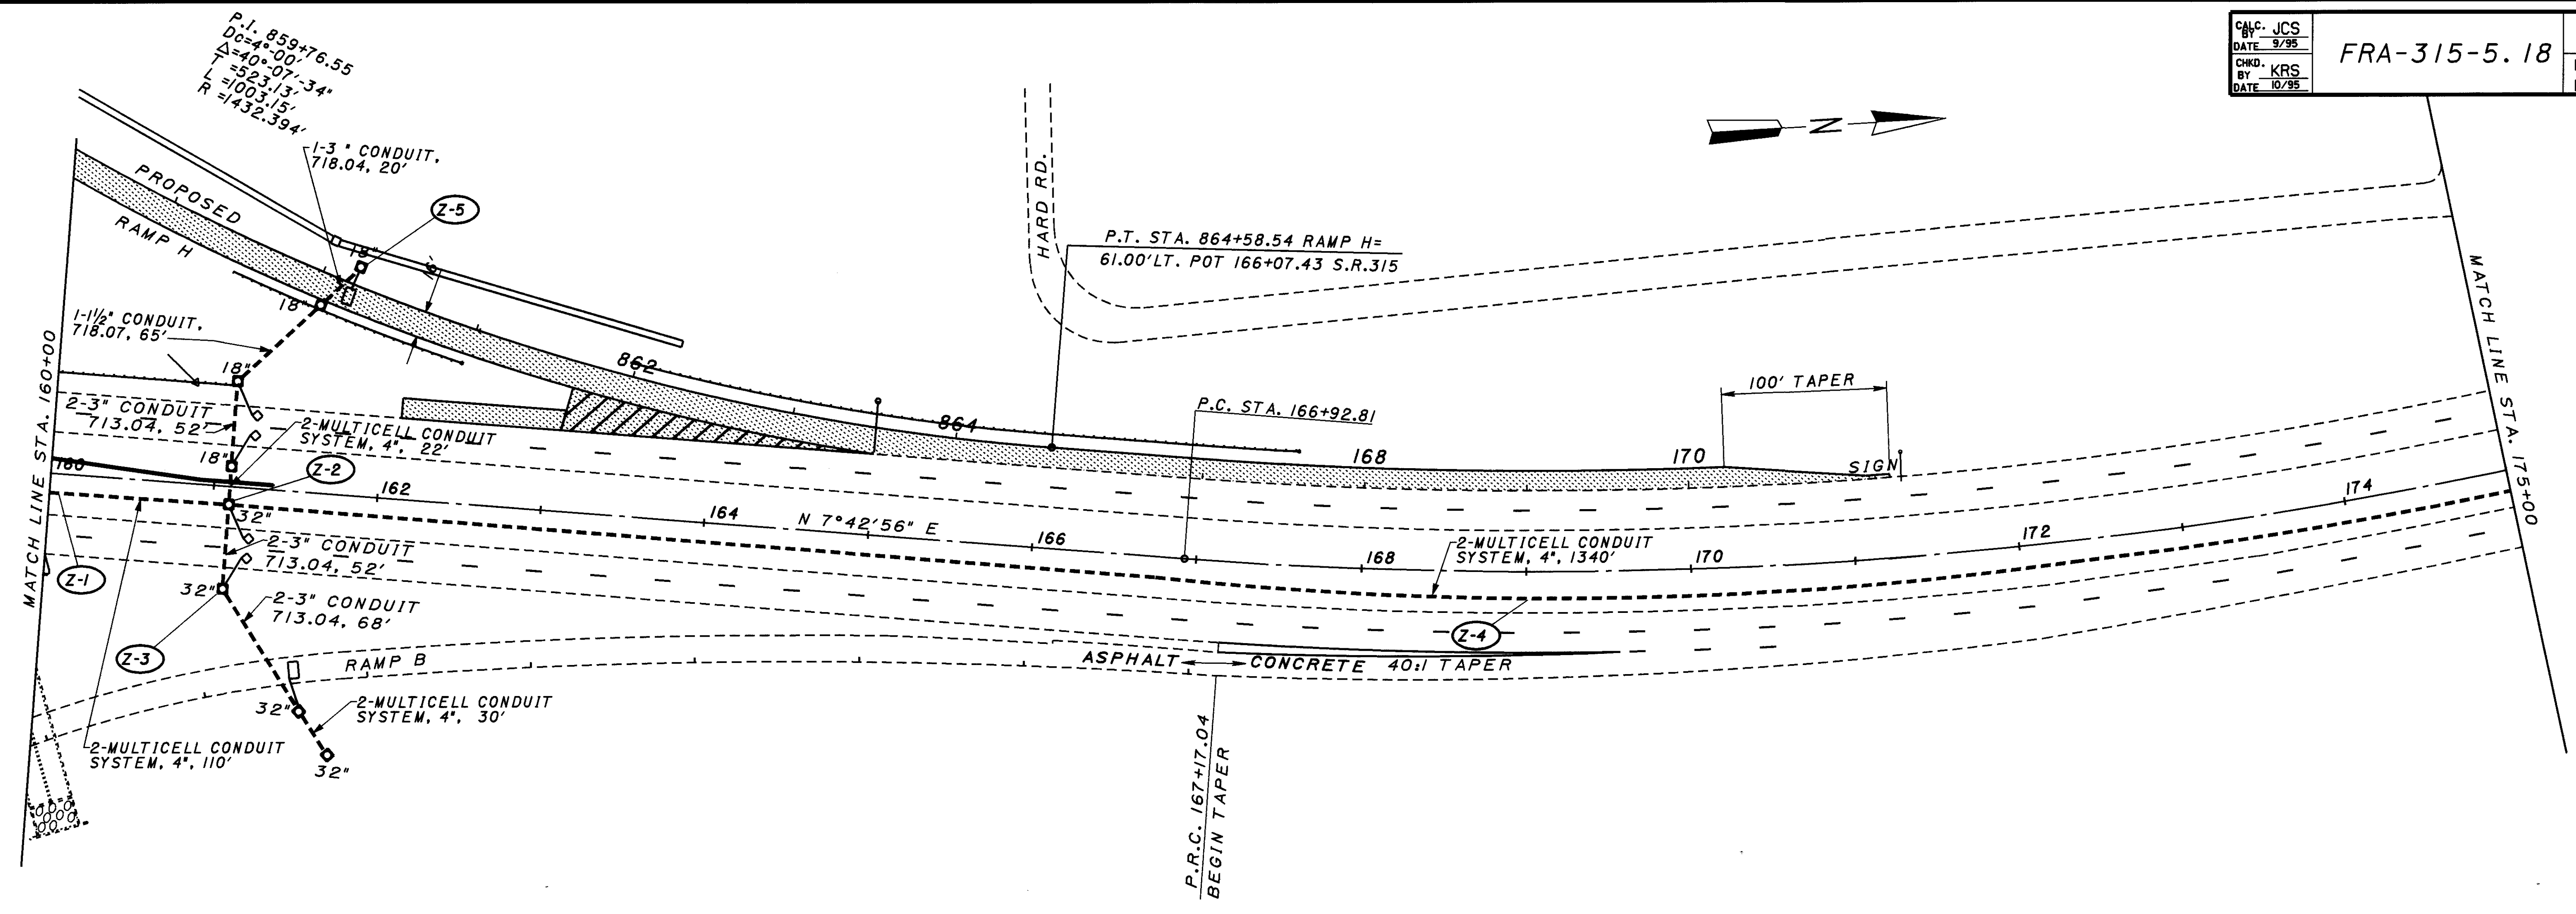 CALC. BY JCS
DATE 9/95
CHKD. BY KRS
DATE 10/95
FRA-315-5.18
P.I. 859+76.55
Dc=4°-00'
Δ=40°-07'-34"
T =523.13'
L =1003.15'
R =1432.394'
1-3 " CONDUIT,
718.04, 20'
Z-5
PROPOSED
RAMP H
18"
16'
18"
N
HARD RD.
P.T. STA. 864+58.54 RAMP H=
61.00'LT. POT 166+07.43 S.R.315
1-1½" CONDUIT,
718.07, 65'
18"
862
864
100' TAPER
P.C. STA. 166+92.81
MATCH LINE STA. 160+00
MATCH LINE STA. 175+00
2-3" CONDUIT
713.04, 52'
2-MULTICELL CONDUIT
SYSTEM, 4", 22'
18"
Z-2
160
162
164
N 7°42'56" E
166
168
170
SIGN
168
170
172
174
32"
2-3" CONDUIT
713.04, 52'
2-MULTICELL CONDUIT
SYSTEM, 4", 1340'
Z-1
32"
2-3" CONDUIT
713.04, 68'
Z-3
Z-4
RAMP B
ASPHALT
CONCRETE 40:1 TAPER
32"
2-MULTICELL CONDUIT
SYSTEM, 4", 30'
2-MULTICELL CONDUIT
SYSTEM, 4", 110'
32"
P.R.C. 167+17.04
BEGIN TAPER